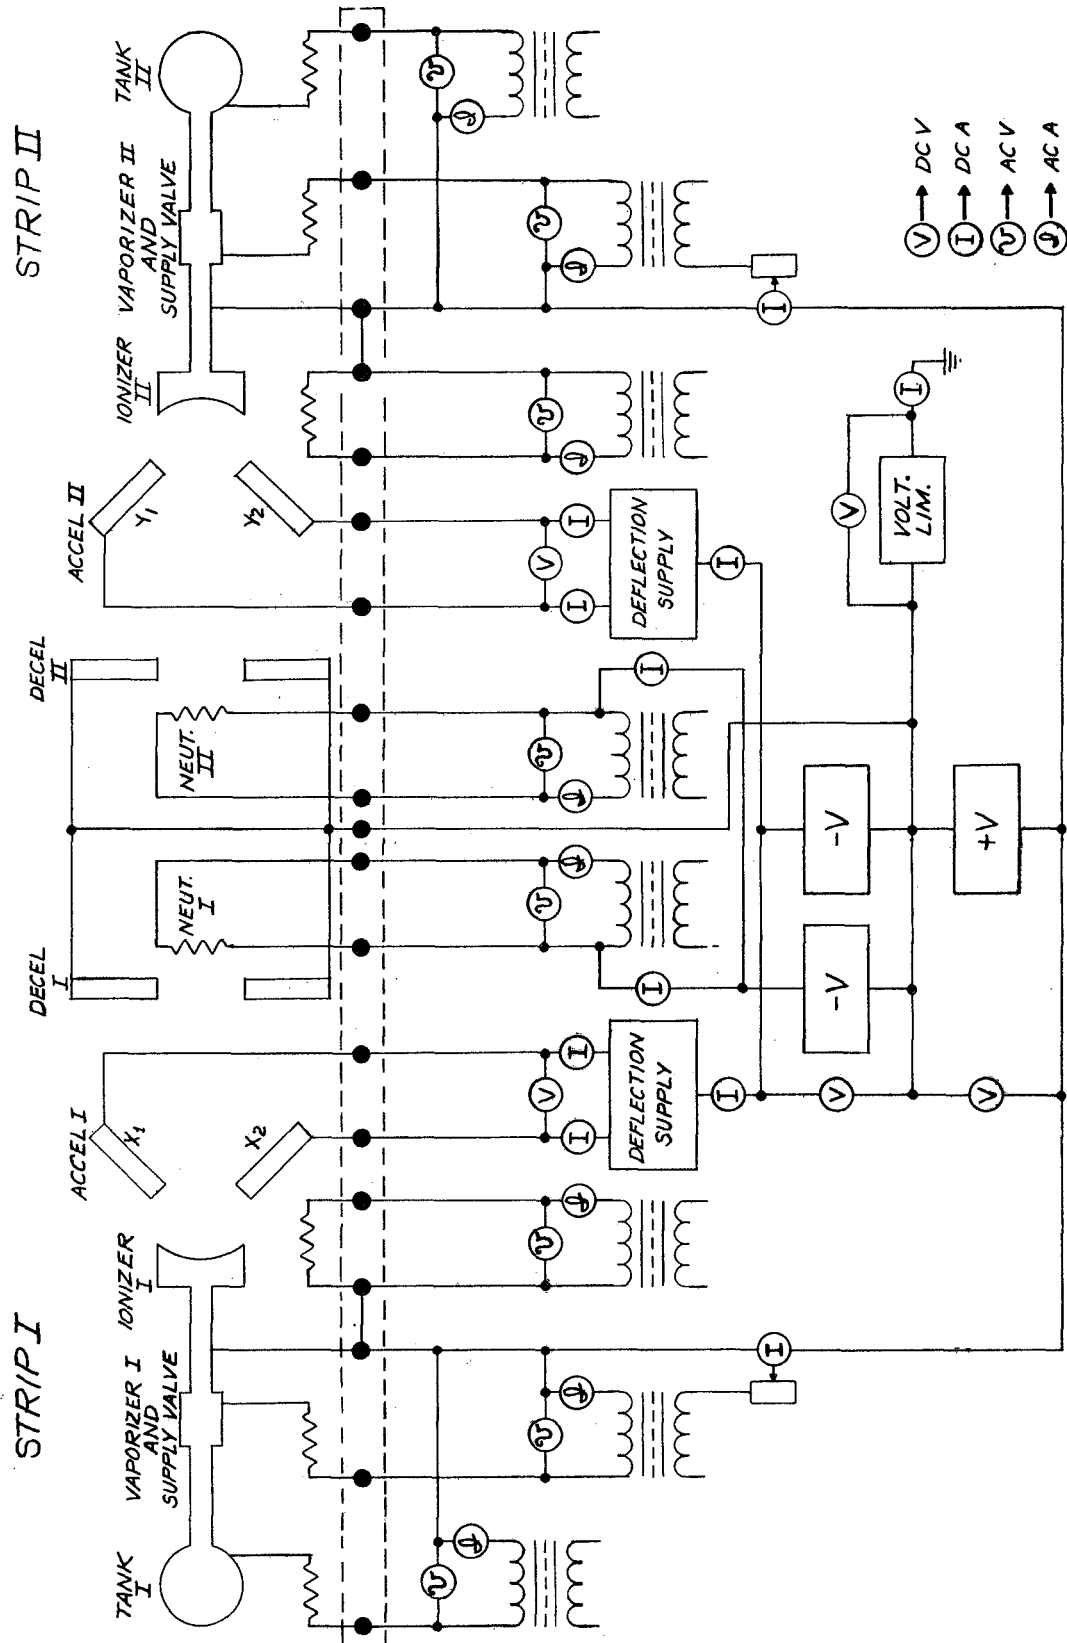 STRIP I
STRIP II
TANK
I
VAPORIZER I
AND
SUPPLY VALVE
IONIZER
I
ACCEL I
X1
X2
DECEL
I
NEUT.
I
NEUT.
II
DECEL
II
ACCEL II
Y1
Y2
IONIZER
II
VAPORIZER II
AND
SUPPLY VALVE
TANK
II
v
I
v
I
v
I
I
V
I
v
I
v
I
I
V
I
v
I
v
I
v
I
DEFLECTION
SUPPLY
I
I
I
DEFLECTION
SUPPLY
I
I
I
V
V
-V
-V
+V
V
VOLT.
LIM.
I
V → DC V
I → DC A
v → AC V
I → AC A